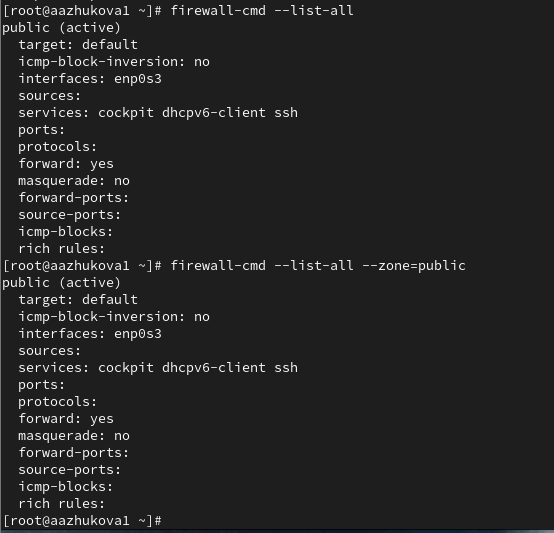 [root@aazhukova1 ~]# firewall-cmd --list-all
public (active)
  target: default
  icmp-block-inversion: no
  interfaces: enp0s3
  sources:
  services: cockpit dhcpv6-client ssh
  ports:
  protocols:
  forward: yes
  masquerade: no
  forward-ports:
  source-ports:
  icmp-blocks:
  rich rules:
[root@aazhukova1 ~]# firewall-cmd --list-all --zone=public
public (active)
  target: default
  icmp-block-inversion: no
  interfaces: enp0s3
  sources:
  services: cockpit dhcpv6-client ssh
  ports:
  protocols:
  forward: yes
  masquerade: no
  forward-ports:
  source-ports:
  icmp-blocks:
  rich rules:
[root@aazhukova1 ~]#